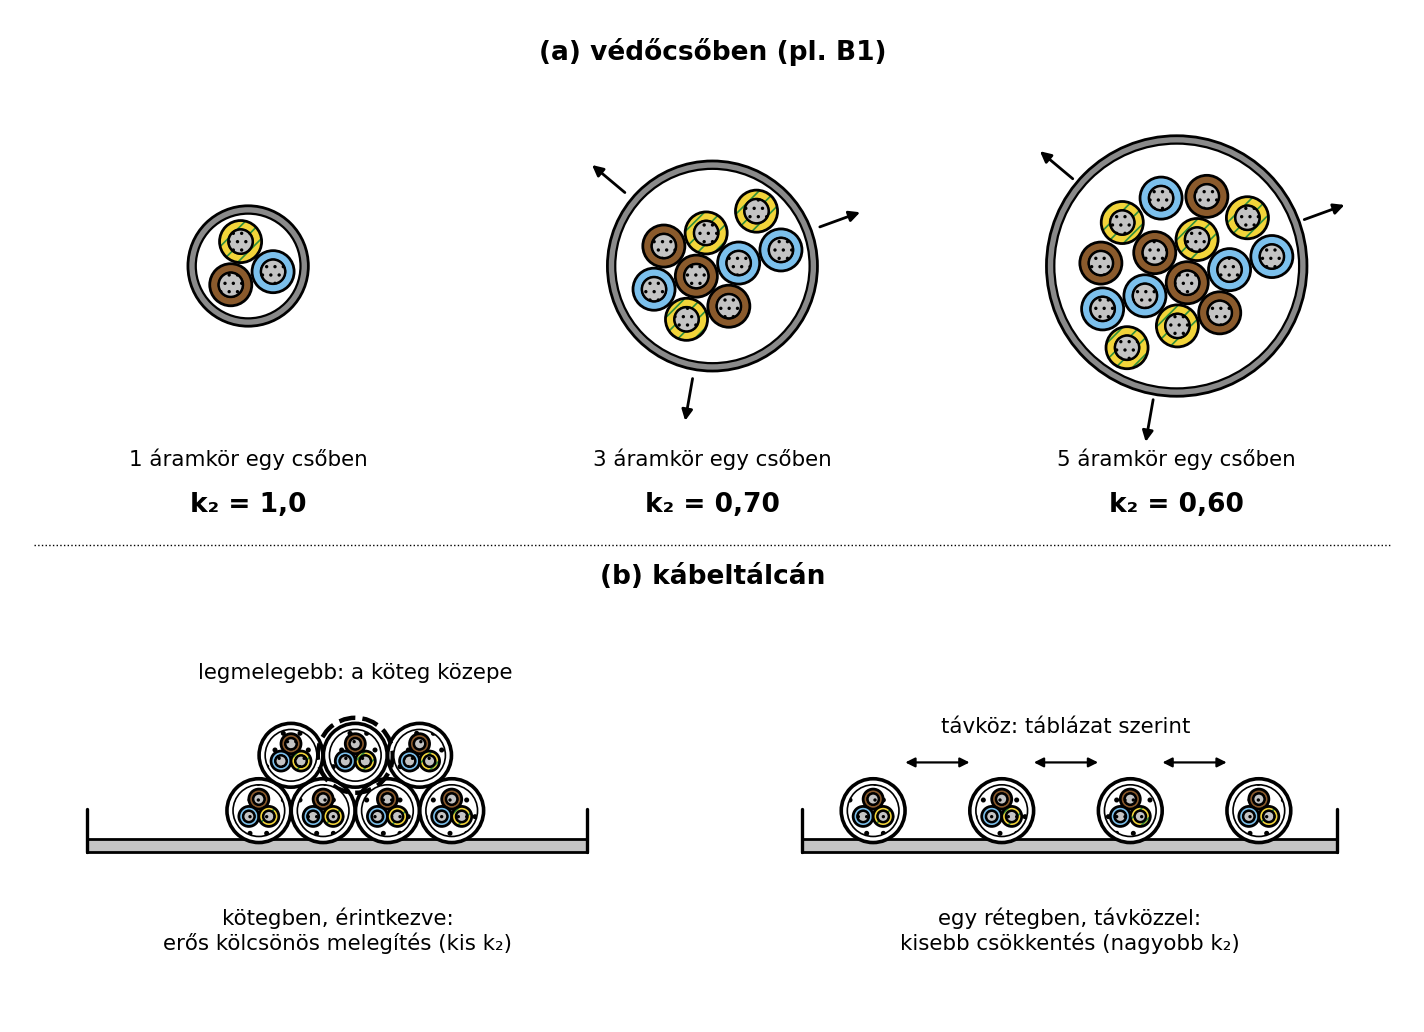 (a) védőcsőben (pl. B1)
1 áramkör egy csőben
3 áramkör egy csőben
5 áramkör egy csőben
k₂ = 1,0
k₂ = 0,70
k₂ = 0,60
(b) kábeltálcán
legmelegebb: a köteg közepe
távköz: táblázat szerint
kötegben, érintkezve:
erős kölcsönös melegítés (kis k₂)
egy rétegben, távközzel:
kisebb csökkentés (nagyobb k₂)